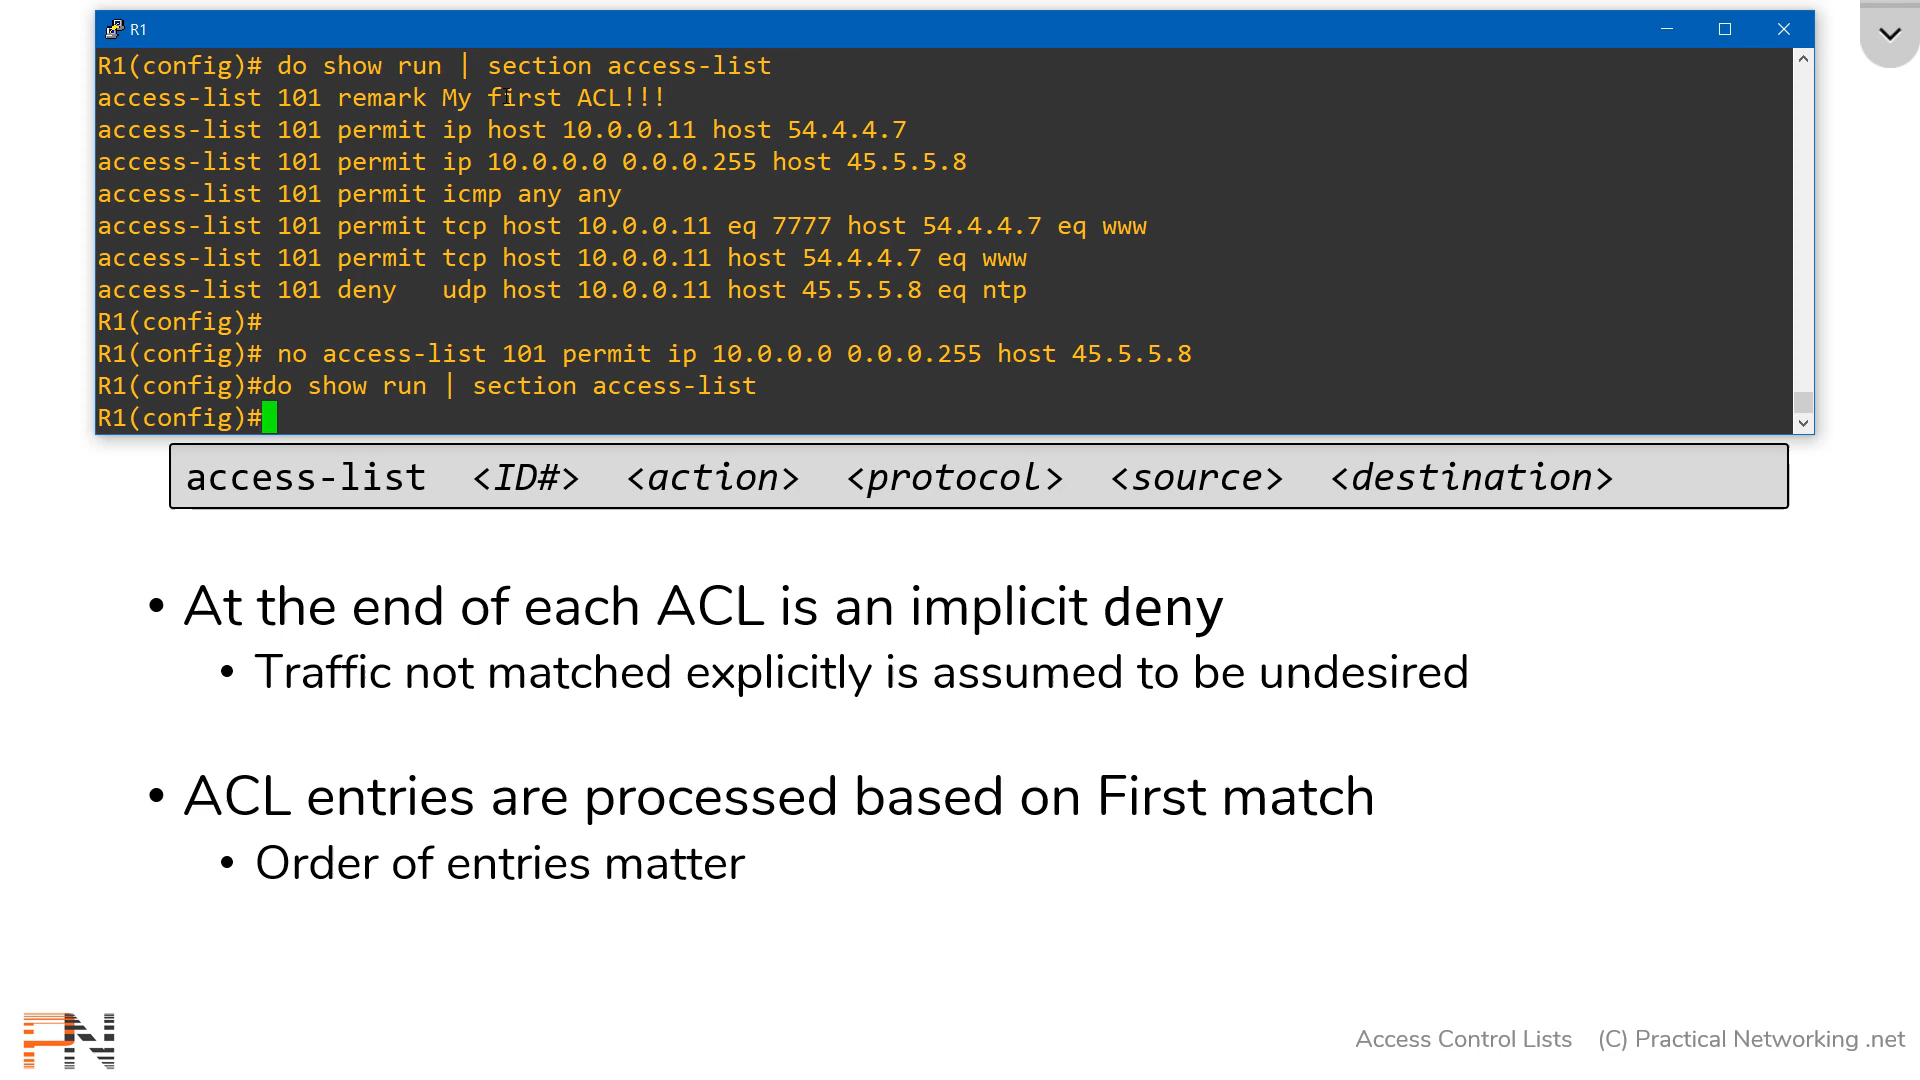 R1
R1(config)# do show run | section access-list
access-list 101 remark My first ACL!!!
access-list 101 permit ip host 10.0.0.11 host 54.4.4.7
access-list 101 permit ip 10.0.0.0 0.0.0.255 host 45.5.5.8
access-list 101 permit icmp any any
access-list 101 permit tcp host 10.0.0.11 eq 7777 host 54.4.4.7 eq www
access-list 101 permit tcp host 10.0.0.11 host 54.4.4.7 eq www
access-list 101 deny   udp host 10.0.0.11 host 45.5.5.8 eq ntp
R1(config)#
R1(config)# no access-list 101 permit ip 10.0.0.0 0.0.0.255 host 45.5.5.8
R1(config)#do show run | section access-list
R1(config)#
access-list <ID#> <action> <protocol> <source> <destination>
• At the end of each ACL is an implicit deny
• Traffic not matched explicitly is assumed to be undesired
• ACL entries are processed based on First match
• Order of entries matter
PN
Access Control Lists (C) Practical Networking .net